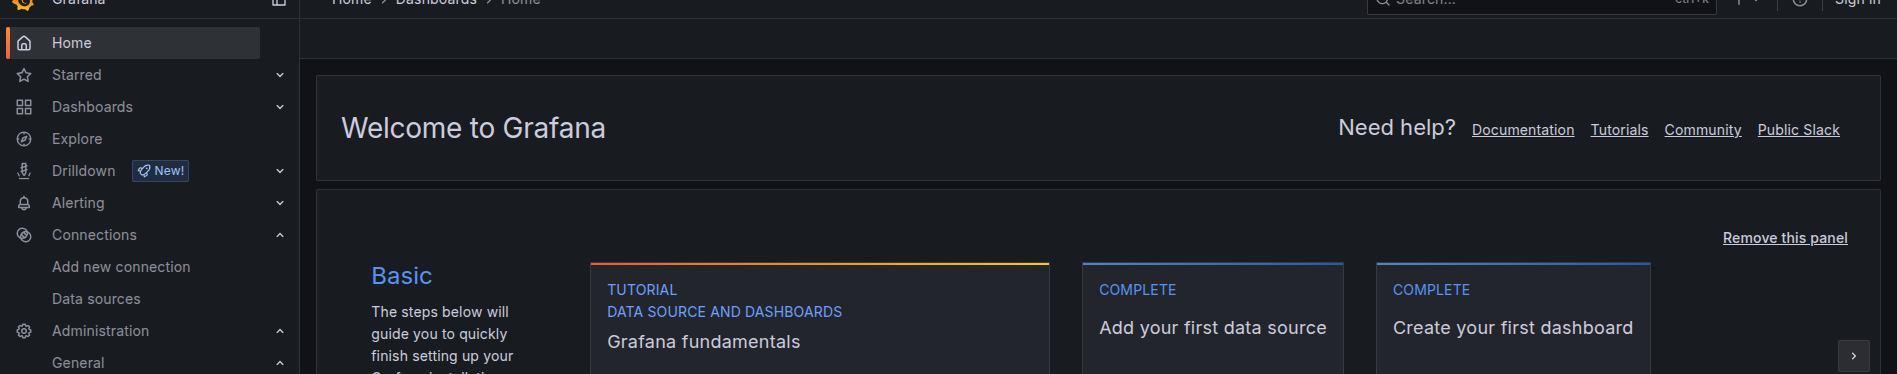 Grafana
Home
Dashboards
Home
Search...
ctrl+k
Sign in
Home
Starred
Dashboards
Explore
Drilldown
New!
Alerting
Connections
Add new connection
Data sources
Administration
General
Welcome to Grafana
Need help?
Documentation
Tutorials
Community
Public Slack
Remove this panel
Basic
The steps below will
guide you to quickly
finish setting up your
Grafana installation
TUTORIAL
DATA SOURCE AND DASHBOARDS
Grafana fundamentals
COMPLETE
Add your first data source
COMPLETE
Create your first dashboard